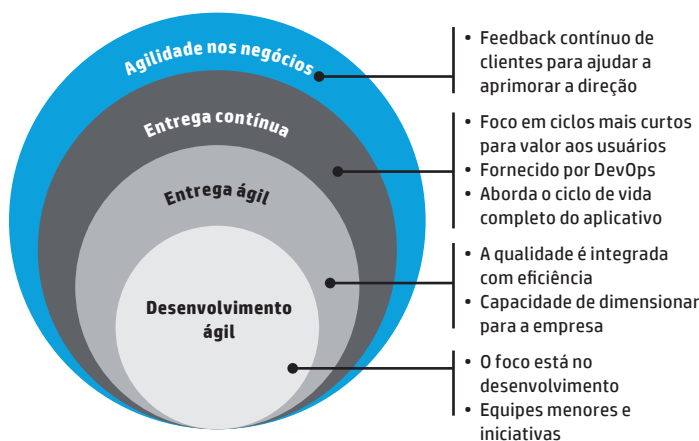 Agilidade nos negócios
Entrega contínua
Entrega ágil
Desenvolvimento
ágil
• Feedback contínuo de
clientes para ajudar a
aprimorar a direção
• Foco em ciclos mais curtos
para valor aos usuários
• Fornecido por DevOps
• Aborda o ciclo de vida
completo do aplicativo
• A qualidade é integrada
com eficiência
• Capacidade de dimensionar
para a empresa
• O foco está no
desenvolvimento
• Equipes menores e
iniciativas